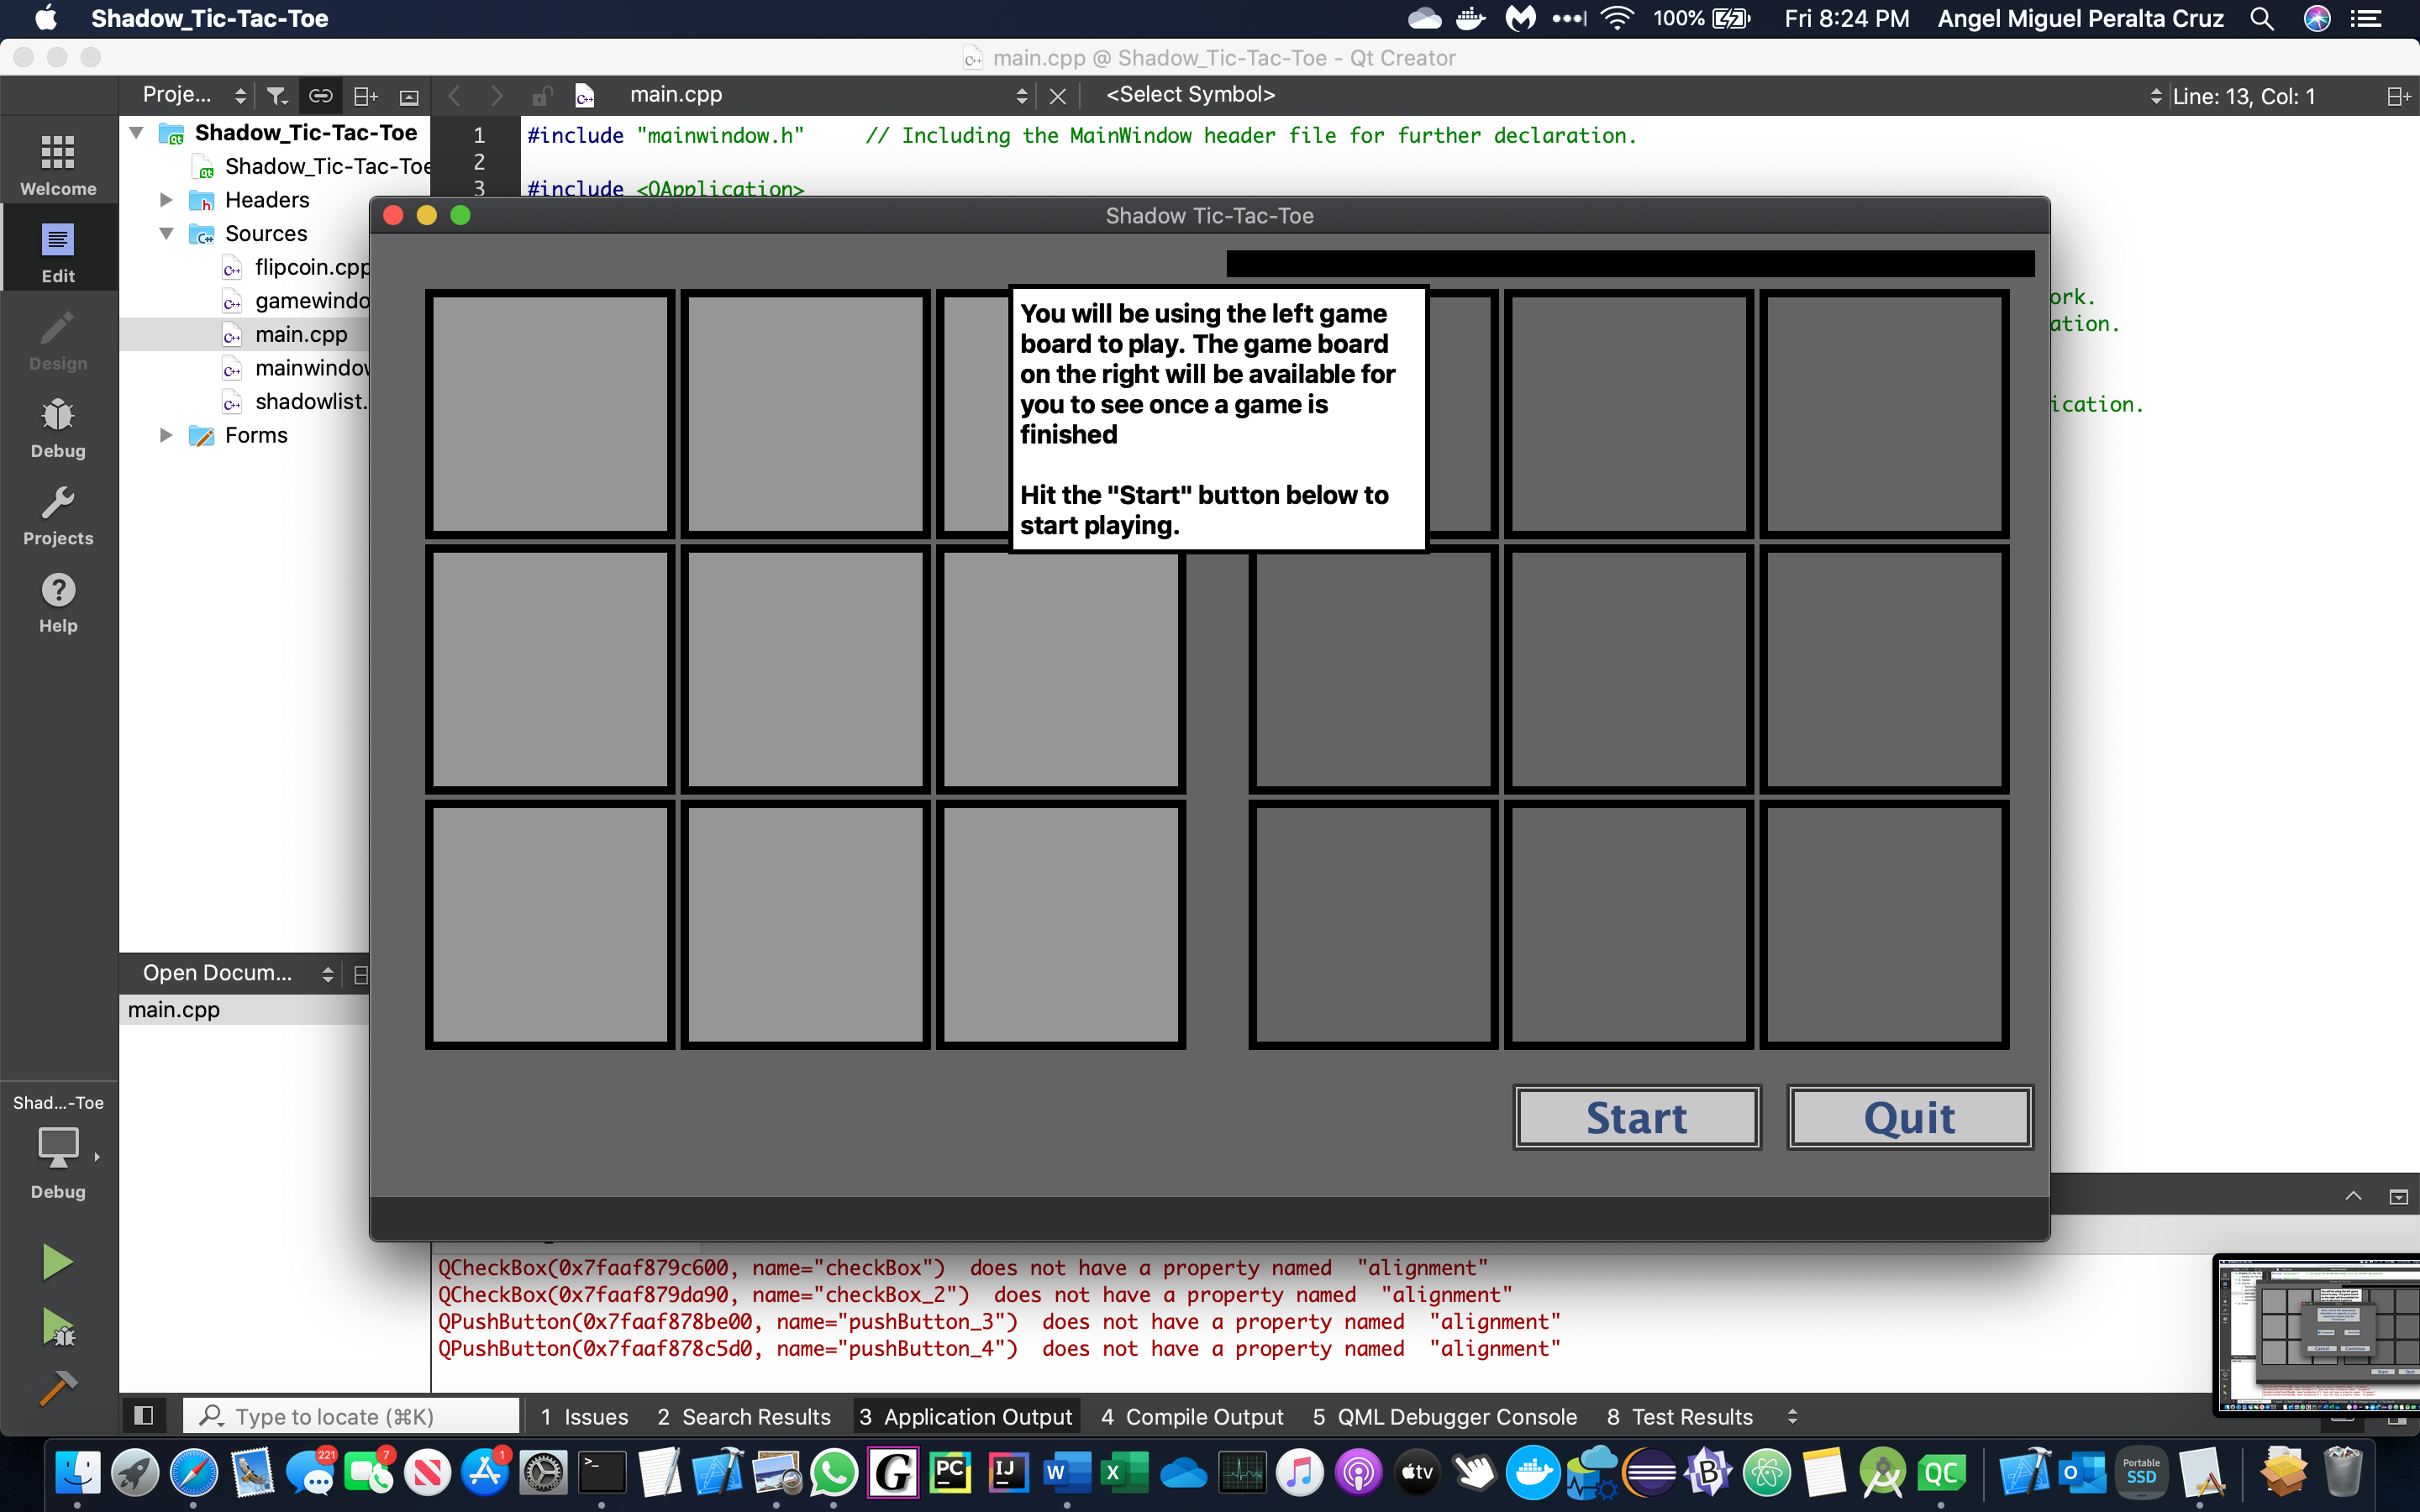 Shadow_Tic-Tac-Toe
100%
Fri 8:24 PM
Angel Miguel Peralta Cruz
main.cpp @ Shadow_Tic-Tac-Toe - Qt Creator
Proje...
main.cpp
<Select Symbol>
Line: 13, Col: 1
Welcome
Edit
Design
Debug
Projects
Help
Shadow_Tic-Tac-Toe
Shadow_Tic-Tac-Toe
Headers
Sources
flipcoin.cpp
gamewindo
main.cpp
mainwindow
shadowlist.
Forms
1 #include "mainwindow.h" // Including the MainWindow header file for further declaration.
2
3 #include <QApplication>
ork.
ation.
ication.
Shadow Tic-Tac-Toe
You will be using the left game
board to play. The game board
on the right will be available for
you to see once a game is
finished
Hit the "Start" button below to
start playing.
Start
Quit
Open Docum...
main.cpp
Shad...-Toe
Debug
QCheckBox(0x7faaf879c600, name="checkBox") does not have a property named "alignment"
QCheckBox(0x7faaf879da90, name="checkBox_2") does not have a property named "alignment"
QPushButton(0x7faaf878be00, name="pushButton_3") does not have a property named "alignment"
QPushButton(0x7faaf878c5d0, name="pushButton_4") does not have a property named "alignment"
Type to locate (⌘K)
1 Issues
2 Search Results
3 Application Output
4 Compile Output
5 QML Debugger Console
8 Test Results
221
7
1
G
PC
IJ
W
X
tv
B
QC
O
Portable
SSD